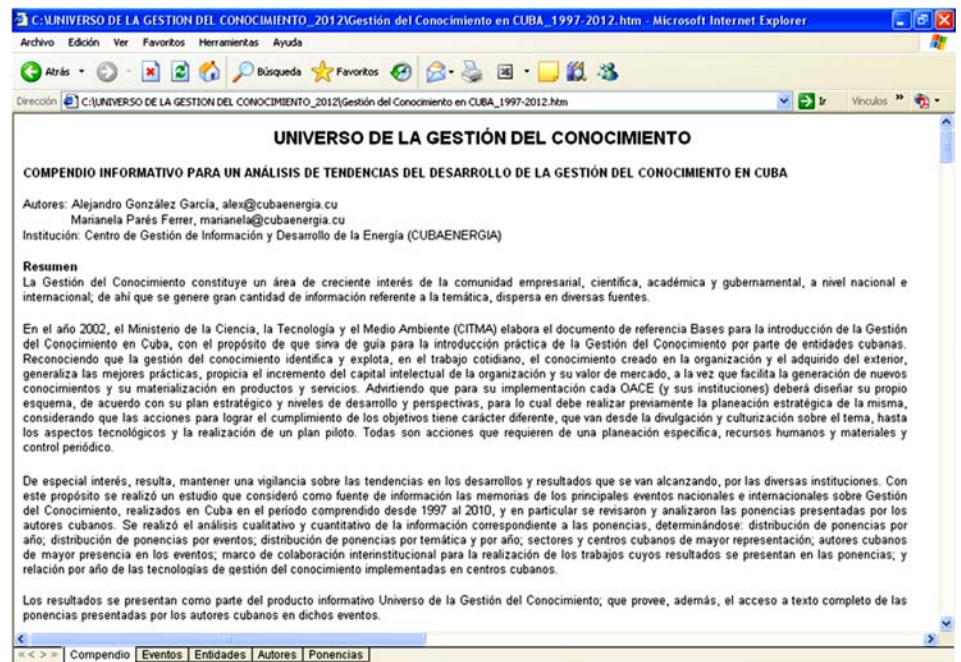 C:\UNIVERSO DE LA GESTION DEL CONOCIMIENTO_2012\Gestión del Conocimiento en CUBA_1997-2012.htm - Microsoft Internet Explorer
Archivo Edición Ver Favoritos Herramientas Ayuda
Atrás Búsqueda Favoritos
Dirección C:\UNIVERSO DE LA GESTION DEL CONOCIMIENTO_2012\Gestión del Conocimiento en CUBA_1997-2012.htm Ir Vínculos »
UNIVERSO DE LA GESTIÓN DEL CONOCIMIENTO
COMPENDIO INFORMATIVO PARA UN ANÁLISIS DE TENDENCIAS DEL DESARROLLO DE LA GESTIÓN DEL CONOCIMIENTO EN CUBA
Autores: Alejandro González García, alex@cubaenergia.cu
Marianela Parés Ferrer, marianela@cubaenergia.cu
Institución: Centro de Gestión de Información y Desarrollo de la Energía (CUBAENERGIA)
Resumen
La Gestión del Conocimiento constituye un área de creciente interés de la comunidad empresarial, científica, académica y gubernamental, a nivel nacional e
internacional; de ahí que se genere gran cantidad de información referente a la temática, dispersa en diversas fuentes.
En el año 2002, el Ministerio de la Ciencia, la Tecnología y el Medio Ambiente (CITMA) elabora el documento de referencia Bases para la introducción de la Gestión
del Conocimiento en Cuba, con el propósito de que sirva de guía para la introducción práctica de la Gestión del Conocimiento por parte de entidades cubanas.
Reconociendo que la gestión del conocimiento identifica y explota, en el trabajo cotidiano, el conocimiento creado en la organización y el adquirido del exterior,
generaliza las mejores prácticas, propicia el incremento del capital intelectual de la organización y su valor de mercado, a la vez que facilita la generación de nuevos
conocimientos y su materialización en productos y servicios. Advirtiendo que para su implementación cada OACE (y sus instituciones) deberá diseñar su propio
esquema, de acuerdo con su plan estratégico y niveles de desarrollo y perspectivas, para lo cual debe realizar previamente la planeación estratégica de la misma,
considerando que las acciones para lograr el cumplimiento de los objetivos tiene carácter diferente, que van desde la divulgación y culturización sobre el tema, hasta
los aspectos tecnológicos y la realización de un plan piloto. Todas son acciones que requieren de una planeación específica, recursos humanos y materiales y
control periódico.
De especial interés, resulta, mantener una vigilancia sobre las tendencias en los desarrollos y resultados que se van alcanzando, por las diversas instituciones. Con
este propósito se realizó un estudio que consideró como fuente de información las memorias de los principales eventos nacionales e internacionales sobre Gestión
del Conocimiento, realizados en Cuba en el período comprendido desde 1997 al 2010, y en particular se revisaron y analizaron las ponencias presentadas por los
autores cubanos. Se realizó el análisis cualitativo y cuantitativo de la información correspondiente a las ponencias, determinándose: distribución de ponencias por
año; distribución de ponencias por eventos; distribución de ponencias por temática y por año; sectores y centros cubanos de mayor representación; autores cubanos
de mayor presencia en los eventos; marco de colaboración interinstitucional para la realización de los trabajos cuyos resultados se presentan en las ponencias; y
relación por año de las tecnologías de gestión del conocimiento implementadas en centros cubanos.
Los resultados se presentan como parte del producto informativo Universo de la Gestión del Conocimiento; que provee, además, el acceso a texto completo de las
ponencias presentadas por los autores cubanos en dichos eventos.
« < > » Compendio Eventos Entidades Autores Ponencias